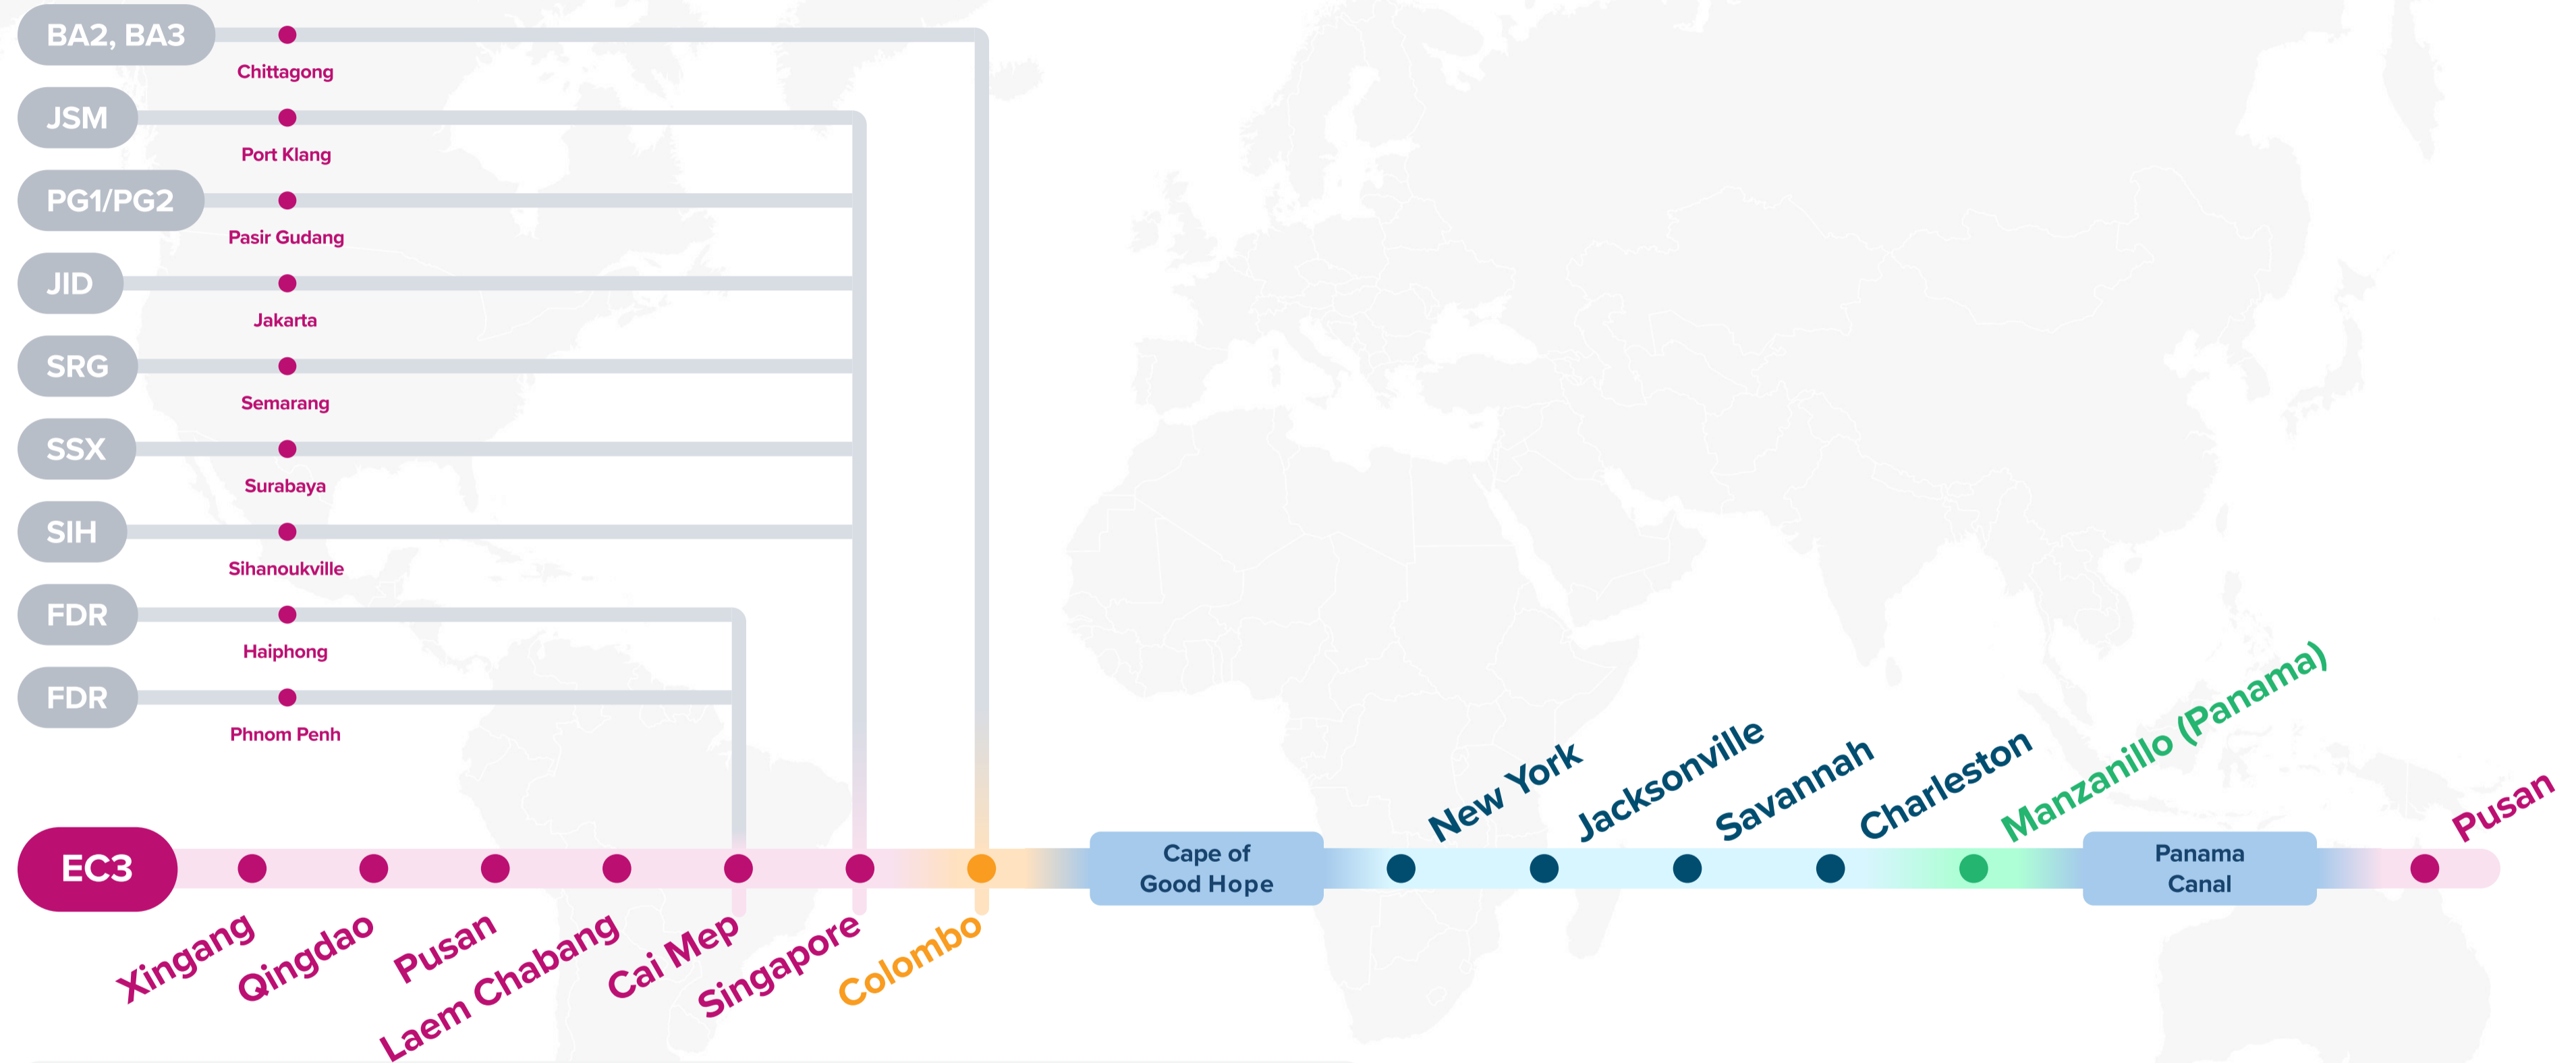 BA2, BA3
Chittagong
JSM
Port Klang
PG1/PG2
Pasir Gudang
JID
Jakarta
SRG
Semarang
SSX
Surabaya
SIH
Sihanoukville
FDR
Haiphong
FDR
Phnom Penh
EC3
Xingang
Qingdao
Pusan
Laem Chabang
Cai Mep
Singapore
Colombo
Cape of
Good Hope
New York
Jacksonville
Savannah
Charleston
Manzanillo (Panama)
Panama
Canal
Pusan